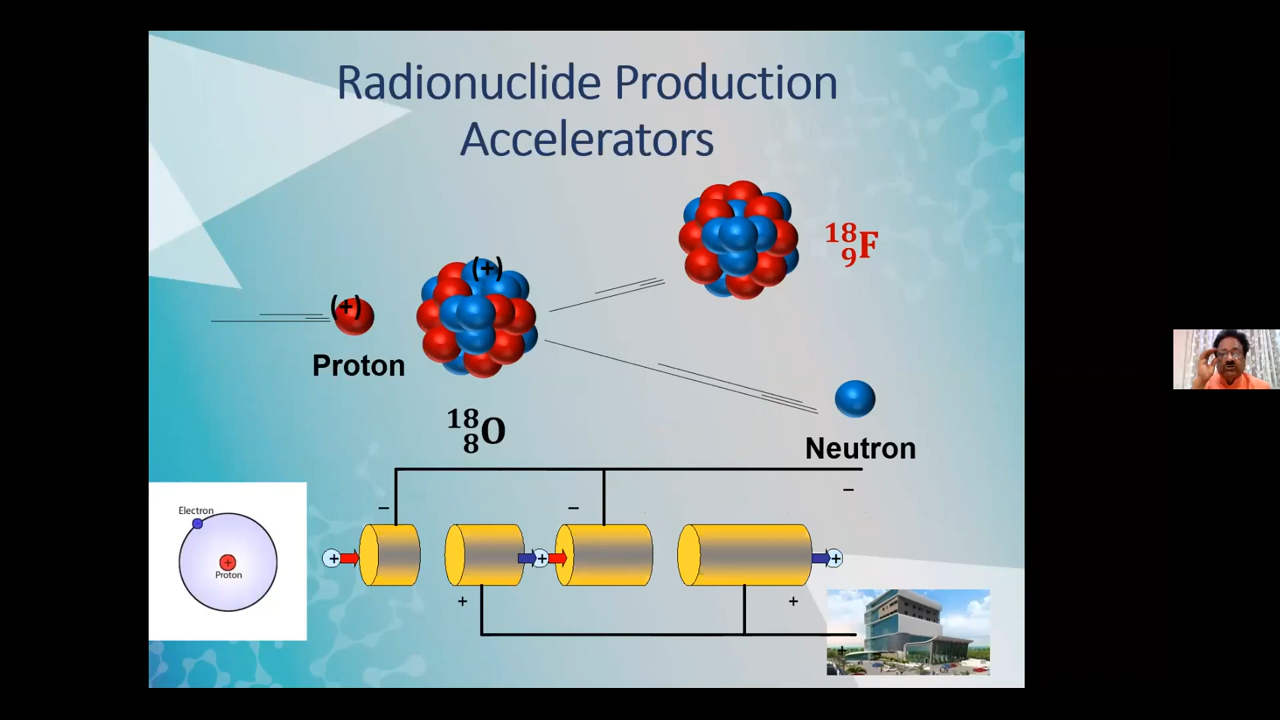 Radionuclide Production
Accelerators
(+)
(+)
18
9F
Proton
18
8O
Neutron
−
−
−
Electron
+
Proton
+
+
+
+
+
+